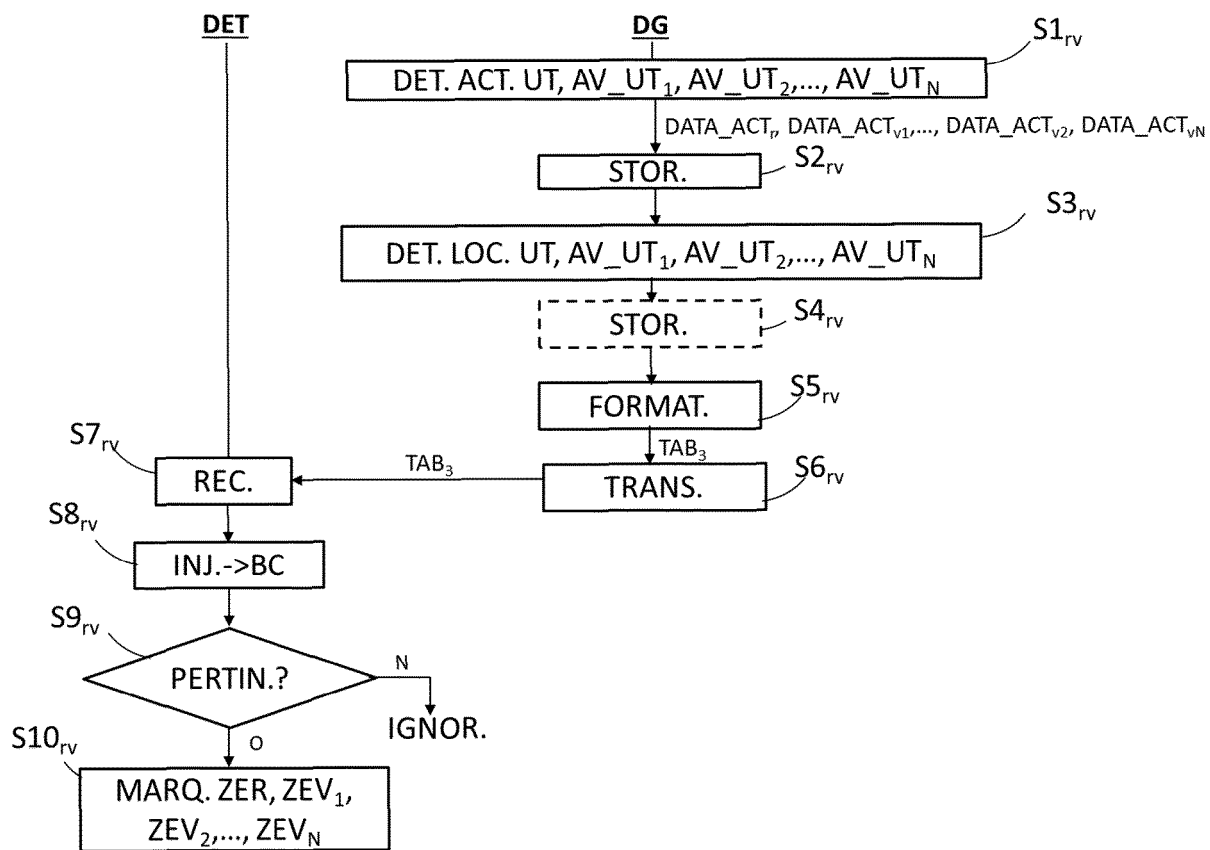 DET
DG
S1rv
DET. ACT. UT, AV_UT1, AV_UT2,..., AV_UTN
DATA_ACTr, DATA_ACTv1,..., DATA_ACTv2, DATA_ACTvN
S2rv
STOR.
S3rv
DET. LOC. UT, AV_UT1, AV_UT2,..., AV_UTN
S4rv
STOR.
S5rv
FORMAT.
TAB3
S7rv
REC.
TAB3
TRANS.
S6rv
S8rv
INJ.->BC
S9rv
PERTIN.?
N
IGNOR.
O
S10rv
MARQ. ZER, ZEV1,
ZEV2,..., ZEVN